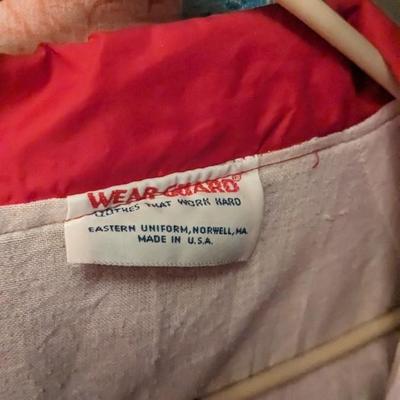 WEAR-GUARD®
CLOTHES THAT WORK HARD
EASTERN UNIFORM, NORWELL, MA.
MADE IN U.S.A.